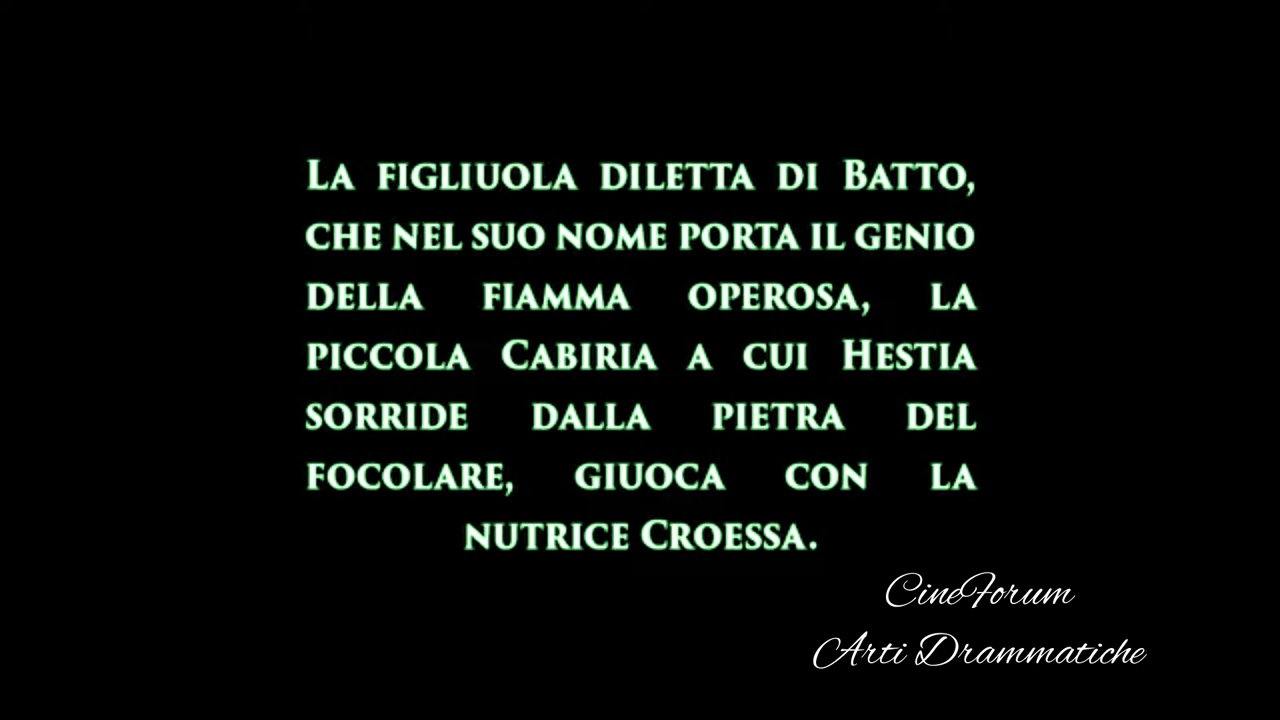 La figliuola diletta di Batto,
che nel suo nome porta il genio
della fiamma operosa, la
piccola Cabiria a cui Hestia
sorride dalla pietra del
focolare, giuoca con la
nutrice Croessa.
CineForum
Arti Drammatiche